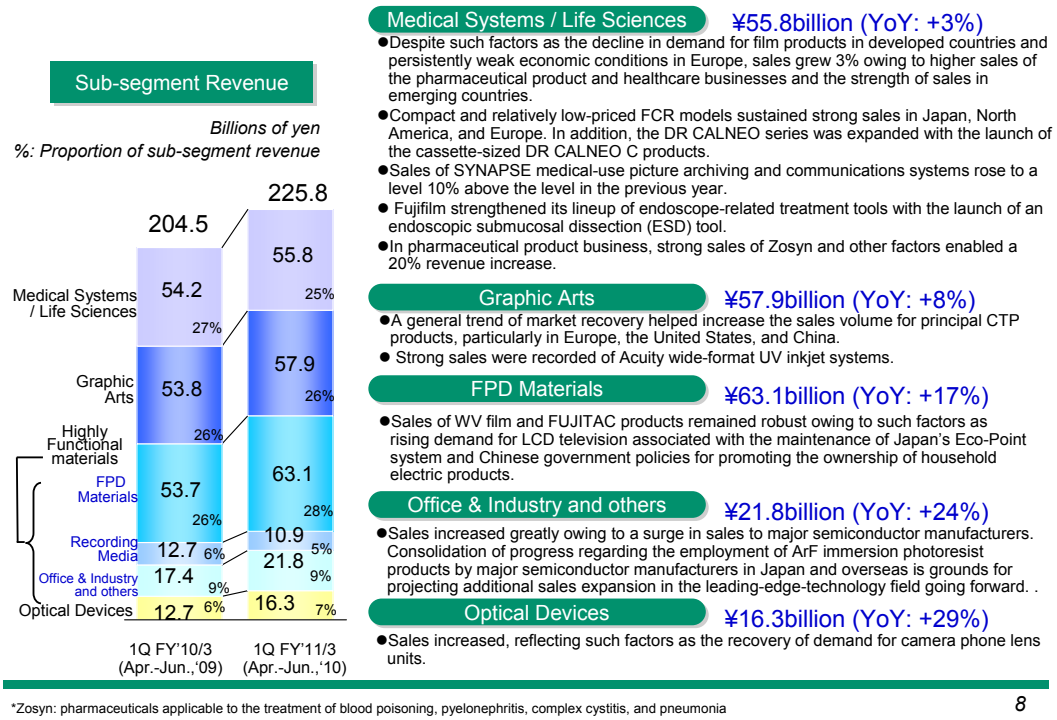 Sub-segment Revenue
Billions of yen
%: Proportion of sub-segment revenue
204.5
225.8
Medical Systems
/ Life Sciences
54.2
27%
55.8
25%
Graphic
Arts
53.8
26%
57.9
26%
Highly
Functional
materials
FPD
Materials
53.7
26%
63.1
28%
Recording
Media
12.7 6%
10.9
5%
Office & Industry
and others
17.4
9%
21.8
9%
Optical Devices
12.7 6%
16.3
7%
1Q FY'10/3
(Apr.-Jun.,‘09)
1Q FY'11/3
(Apr.-Jun.,‘10)
Medical Systems / Life Sciences
¥55.8billion (YoY: +3%)
●Despite such factors as the decline in demand for film products in developed countries and
persistently weak economic conditions in Europe, sales grew 3% owing to higher sales of
the pharmaceutical product and healthcare businesses and the strength of sales in
emerging countries.
●Compact and relatively low-priced FCR models sustained strong sales in Japan, North
America, and Europe. In addition, the DR CALNEO series was expanded with the launch of
the cassette-sized DR CALNEO C products.
●Sales of SYNAPSE medical-use picture archiving and communications systems rose to a
level 10% above the level in the previous year.
● Fujifilm strengthened its lineup of endoscope-related treatment tools with the launch of an
endoscopic submucosal dissection (ESD) tool.
●In pharmaceutical product business, strong sales of Zosyn and other factors enabled a
20% revenue increase.
Graphic Arts
¥57.9billion (YoY: +8%)
●A general trend of market recovery helped increase the sales volume for principal CTP
products, particularly in Europe, the United States, and China.
● Strong sales were recorded of Acuity wide-format UV inkjet systems.
FPD Materials
¥63.1billion (YoY: +17%)
●Sales of WV film and FUJITAC products remained robust owing to such factors as
rising demand for LCD television associated with the maintenance of Japan’s Eco-Point
system and Chinese government policies for promoting the ownership of household
electric products.
Office & Industry and others
¥21.8billion (YoY: +24%)
●Sales increased greatly owing to a surge in sales to major semiconductor manufacturers.
Consolidation of progress regarding the employment of ArF immersion photoresist
products by major semiconductor manufacturers in Japan and overseas is grounds for
projecting additional sales expansion in the leading-edge-technology field going forward. .
Optical Devices
¥16.3billion (YoY: +29%)
●Sales increased, reflecting such factors as the recovery of demand for camera phone lens
units.
*Zosyn: pharmaceuticals applicable to the treatment of blood poisoning, pyelonephritis, complex cystitis, and pneumonia
8